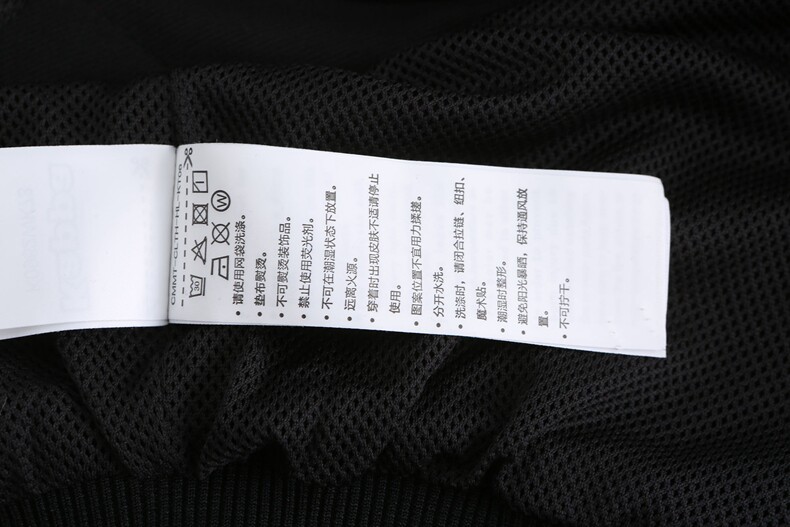 CMMT-CLTH-HL-KT06
30
W
• 请使用网袋洗涤。
• 垫布熨烫。
• 不可熨烫装饰品。
• 禁止使用荧光剂。
• 不可在潮湿状态下放置。
• 远离火源。
• 穿着时出现皮肤不适请停止
使用。
• 图案位置不宜用力揉搓。
• 分开水洗。
• 洗涤时，请闭合拉链、纽扣、
魔术贴。
• 潮湿时整形。
• 避免阳光暴晒，保持通风放
置。
• 不可拧干。